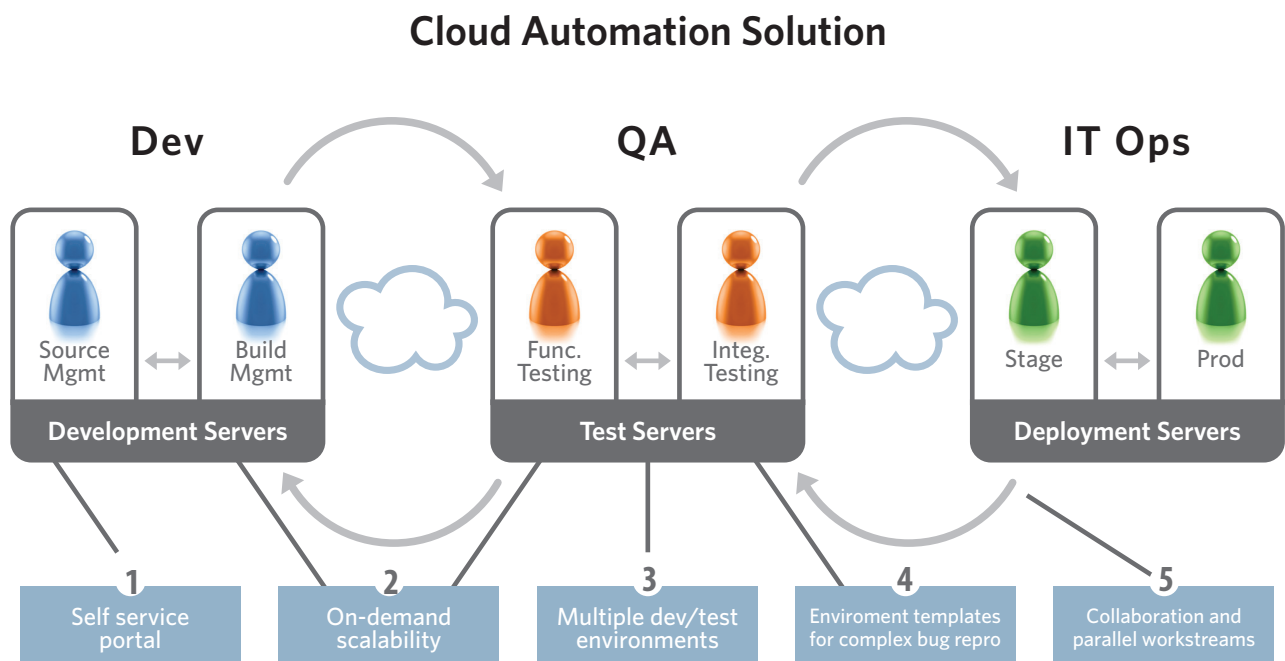 Cloud Automation Solution
Dev
QA
IT Ops
Source
Mgmt
Build
Mgmt
Func.
Testing
Integ.
Testing
Stage
Prod
Development Servers
Test Servers
Deployment Servers
1
Self service
portal
2
On-demand
scalability
3
Multiple dev/test
environments
4
Enviroment templates
for complex bug repro
5
Collaboration and
parallel workstreams